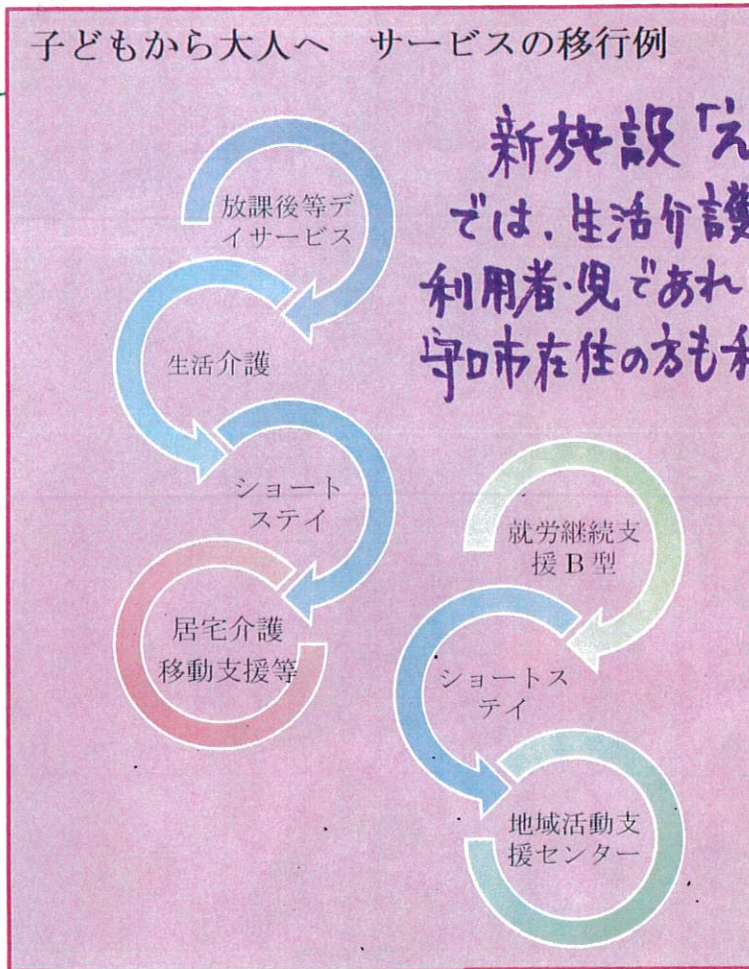 子どもから大人へ　サービスの移行例
新施設「え
では、生活介護
利用者・児であれ
守口市在住の方も利
放課後等デ
イサービス
生活介護
ショート
ステイ
居宅介護
移動支援等
就労継続支
援B型
ショートス
テイ
地域活動支
援センター